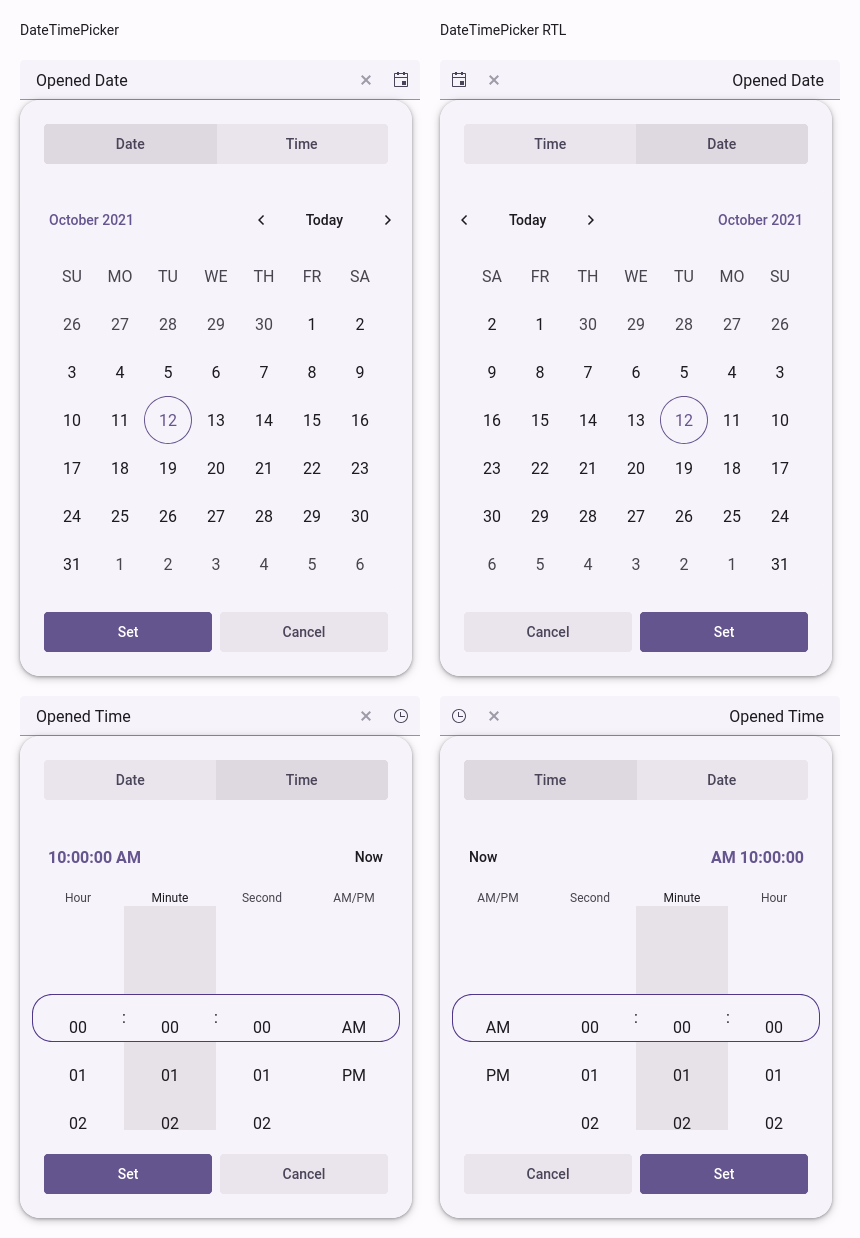 DateTimePicker
Opened Date
Date Time
October 2021 Today
SU MO TU WE TH FR SA
26 27 28 29 30 1 2
3 4 5 6 7 8 9
10 11 12 13 14 15 16
17 18 19 20 21 22 23
24 25 26 27 28 29 30
31 1 2 3 4 5 6
Set Cancel
DateTimePicker RTL
Opened Date
Time Date
Today October 2021
SA FR TH WE TU MO SU
2 1 30 29 28 27 26
9 8 7 6 5 4 3
16 15 14 13 12 11 10
23 22 21 20 19 18 17
30 29 28 27 26 25 24
6 5 4 3 2 1 31
Cancel Set
Opened Time
Date Time
10:00:00 AM Now
Hour Minute Second AM/PM
00 : 00 : 00 AM
01 01 01 PM
02 02 02
Set Cancel
Opened Time
Time Date
Now AM 10:00:00
AM/PM Second Minute Hour
AM 00 : 00 : 00
PM 01 01 01
02 02 02
Cancel Set